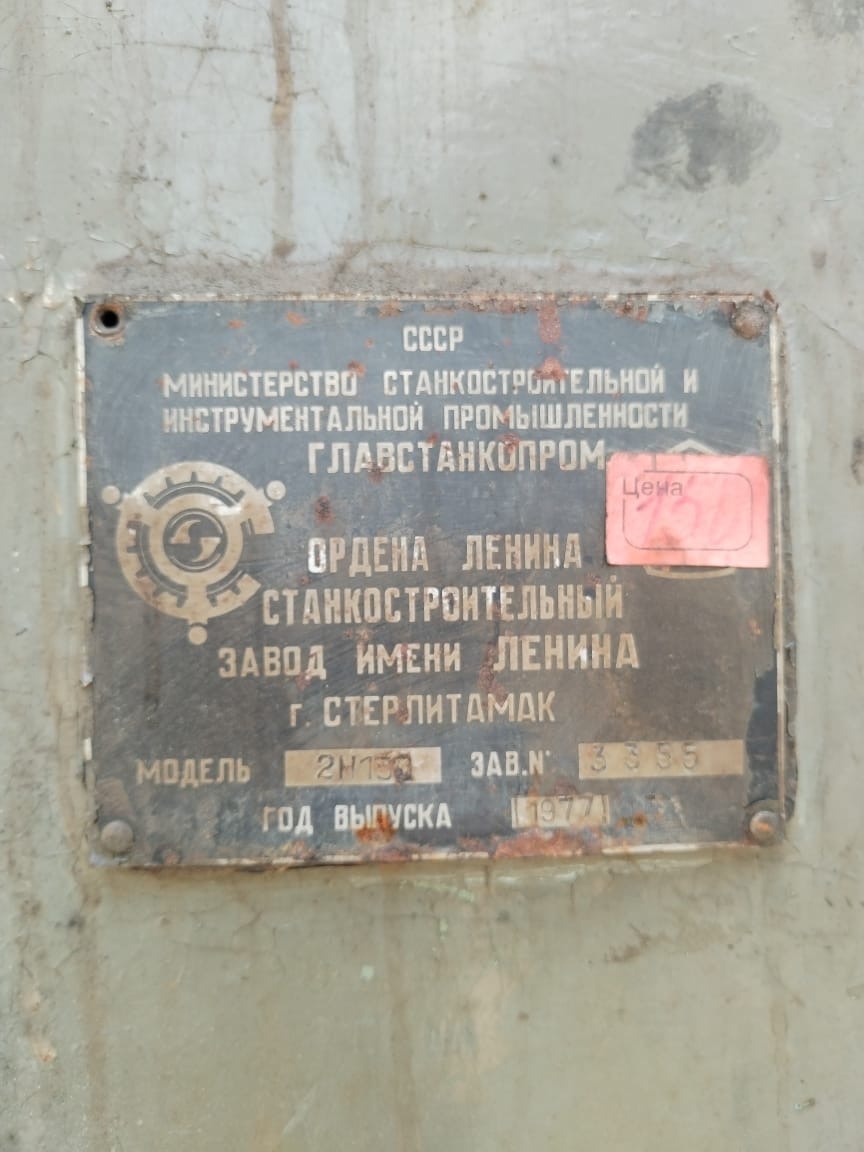 СССР
МИНИСТЕРСТВО СТАНКОСТРОИТЕЛЬНОЙ И
ИНСТРУМЕНТАЛЬНОЙ ПРОМЫШЛЕННОСТИ
ГЛАВСТАНКОПРОМ
Цена
ОРДЕНА ЛЕНИНА
СТАНКОСТРОИТЕЛЬНЫЙ
ЗАВОД ИМЕНИ ЛЕНИНА
г. СТЕРЛИТАМАК
МОДЕЛЬ ЗАВ.№
ГОД ВЫПУСКА 1977